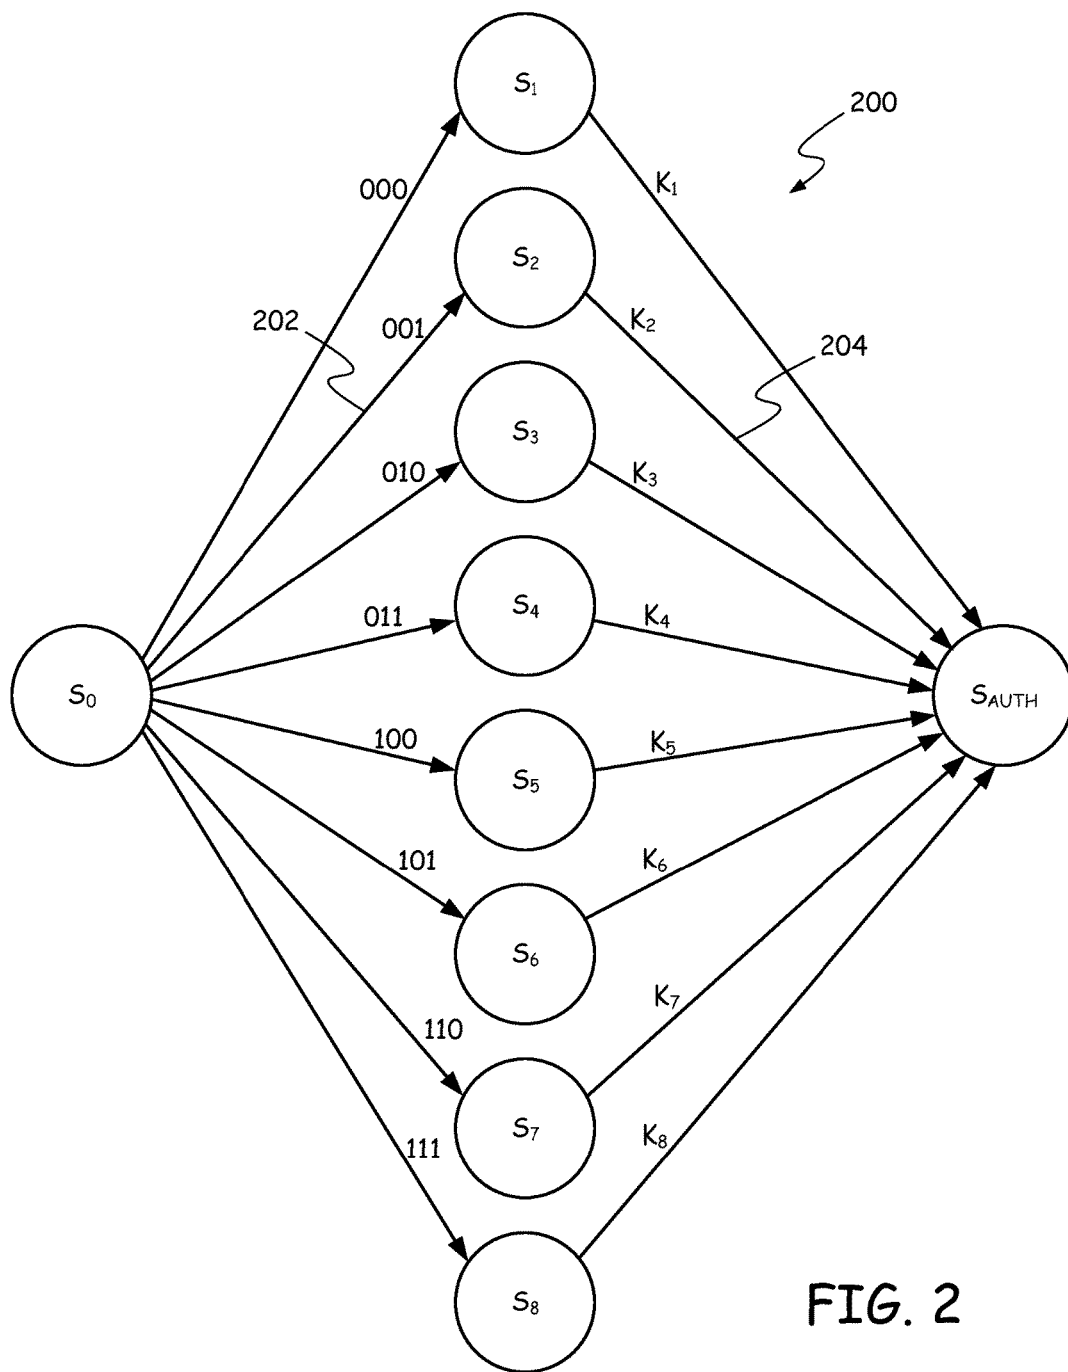 S₁
200
000
K₁
S₂
202
001
K₂
204
S₃
010
K₃
S₄
011
K₄
S₀
S_AUTH
100
K₅
S₅
101
K₆
S₆
110
K₇
S₇
111
K₈
S₈
FIG. 2